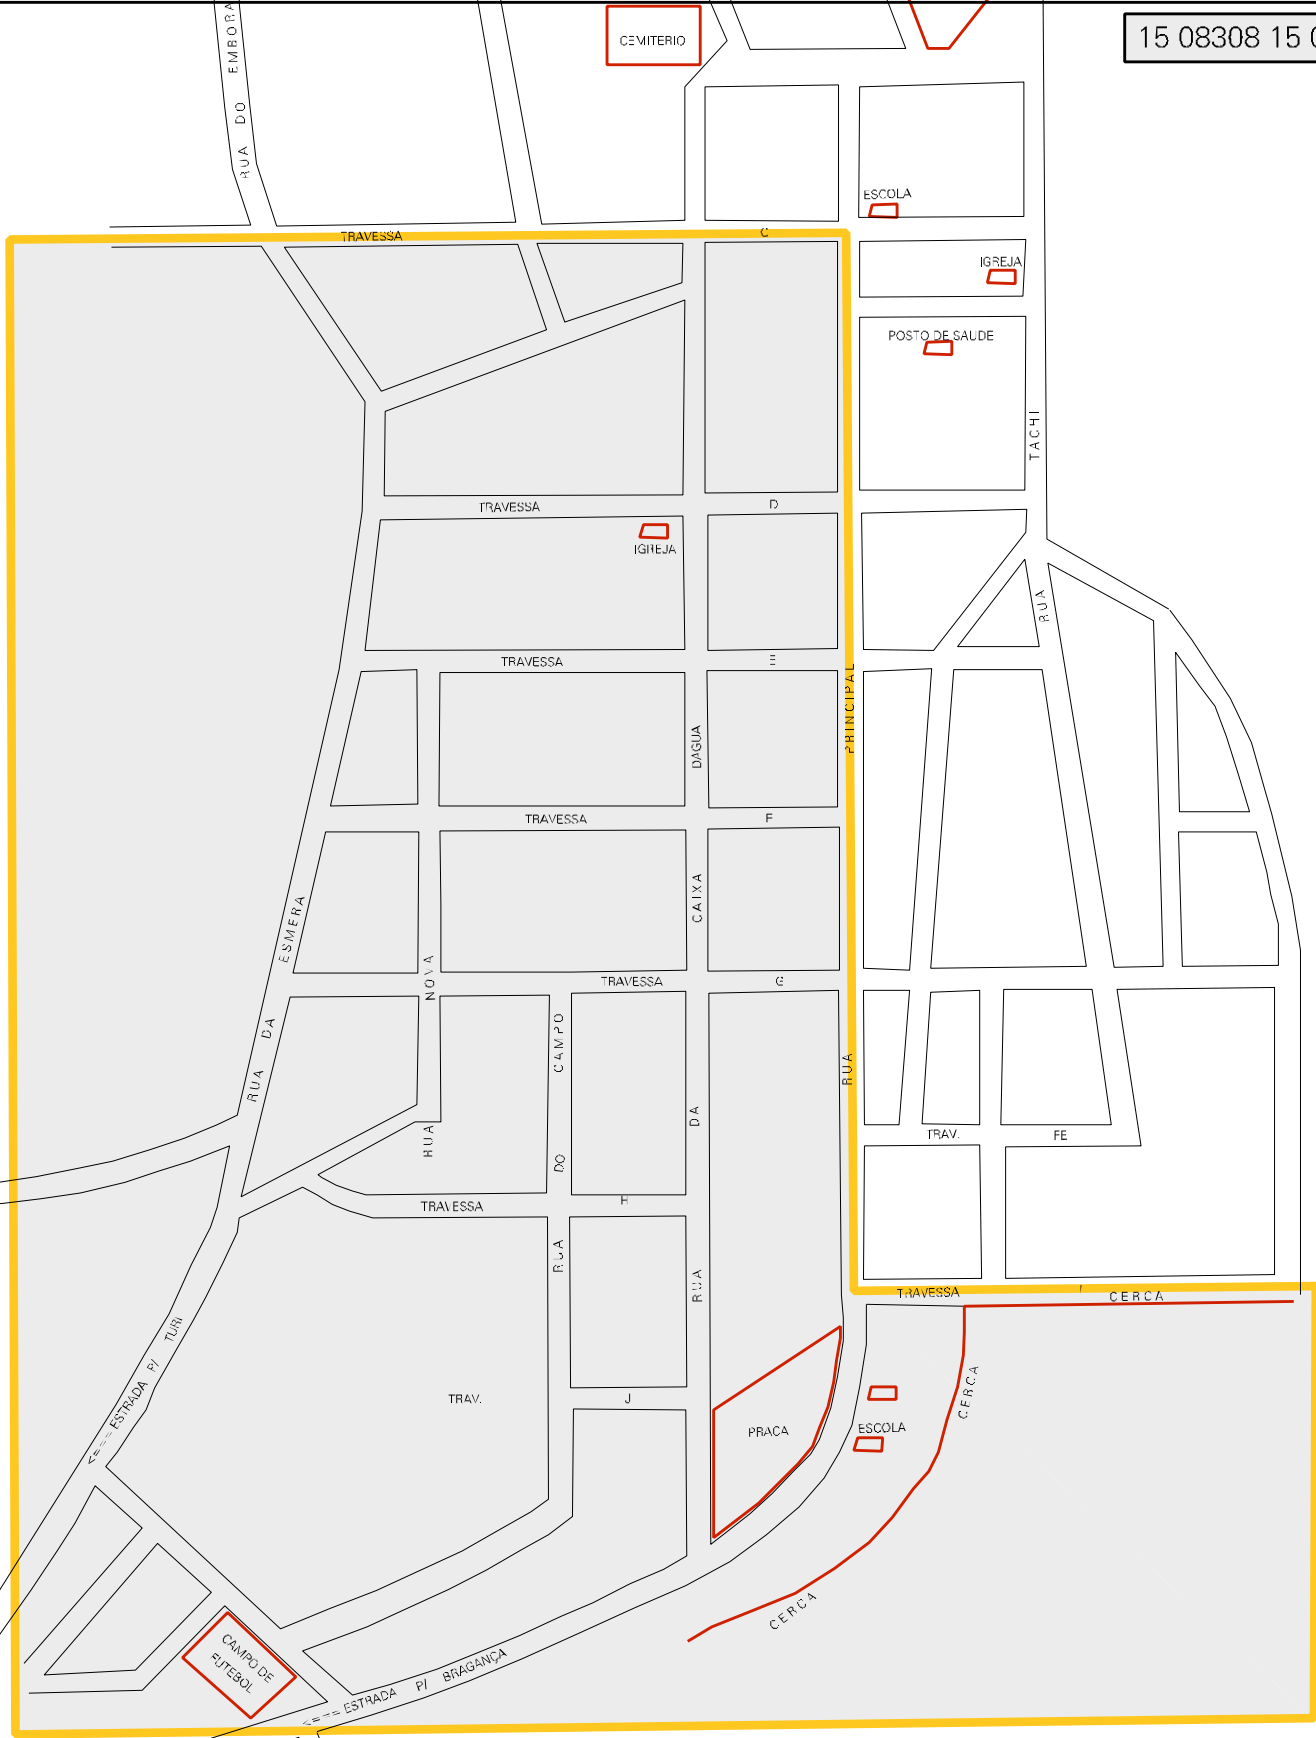 RUA DO EMBORA
CEMITERIO
15 08308 15 0
ESCOLA
TRAVESSA C
IGREJA
POSTO DE SAUDE
TACHI
TRAVESSA D
IGREJA
RUA
TRAVESSA E
PRINCIPAL
DAGUA
TRAVESSA F
CAIXA
ESMERA
NOVA
TRAVESSA G
CAMPO
RUA DA
RUA
DA
TRAV. FE
RUA
DO
TRAVESSA H
RUA
RUA
TRAVESSA I
CERCA
<=== ESTRADA P/ TURI
CERCA
TRAV. J
PRACA
ESCOLA
CERCA
CAMPO DE
FUTEBOL
<=== ESTRADA P/ BRAGANÇA